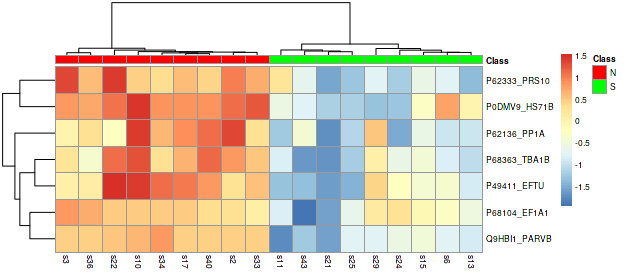 Class
P62333_PRS10
P0DMV9_HS71B
P62136_PP1A
P68363_TBA1B
P49411_EFTU
P68104_EF1A1
Q9HBI1_PARVB
s3 s36 s22 s10 s34 s17 s40 s2 s33 s11 s43 s21 s25 s29 s24 s15 s6 s13
1.5
1
0.5
0
-0.5
-1
-1.5
Class
N
S